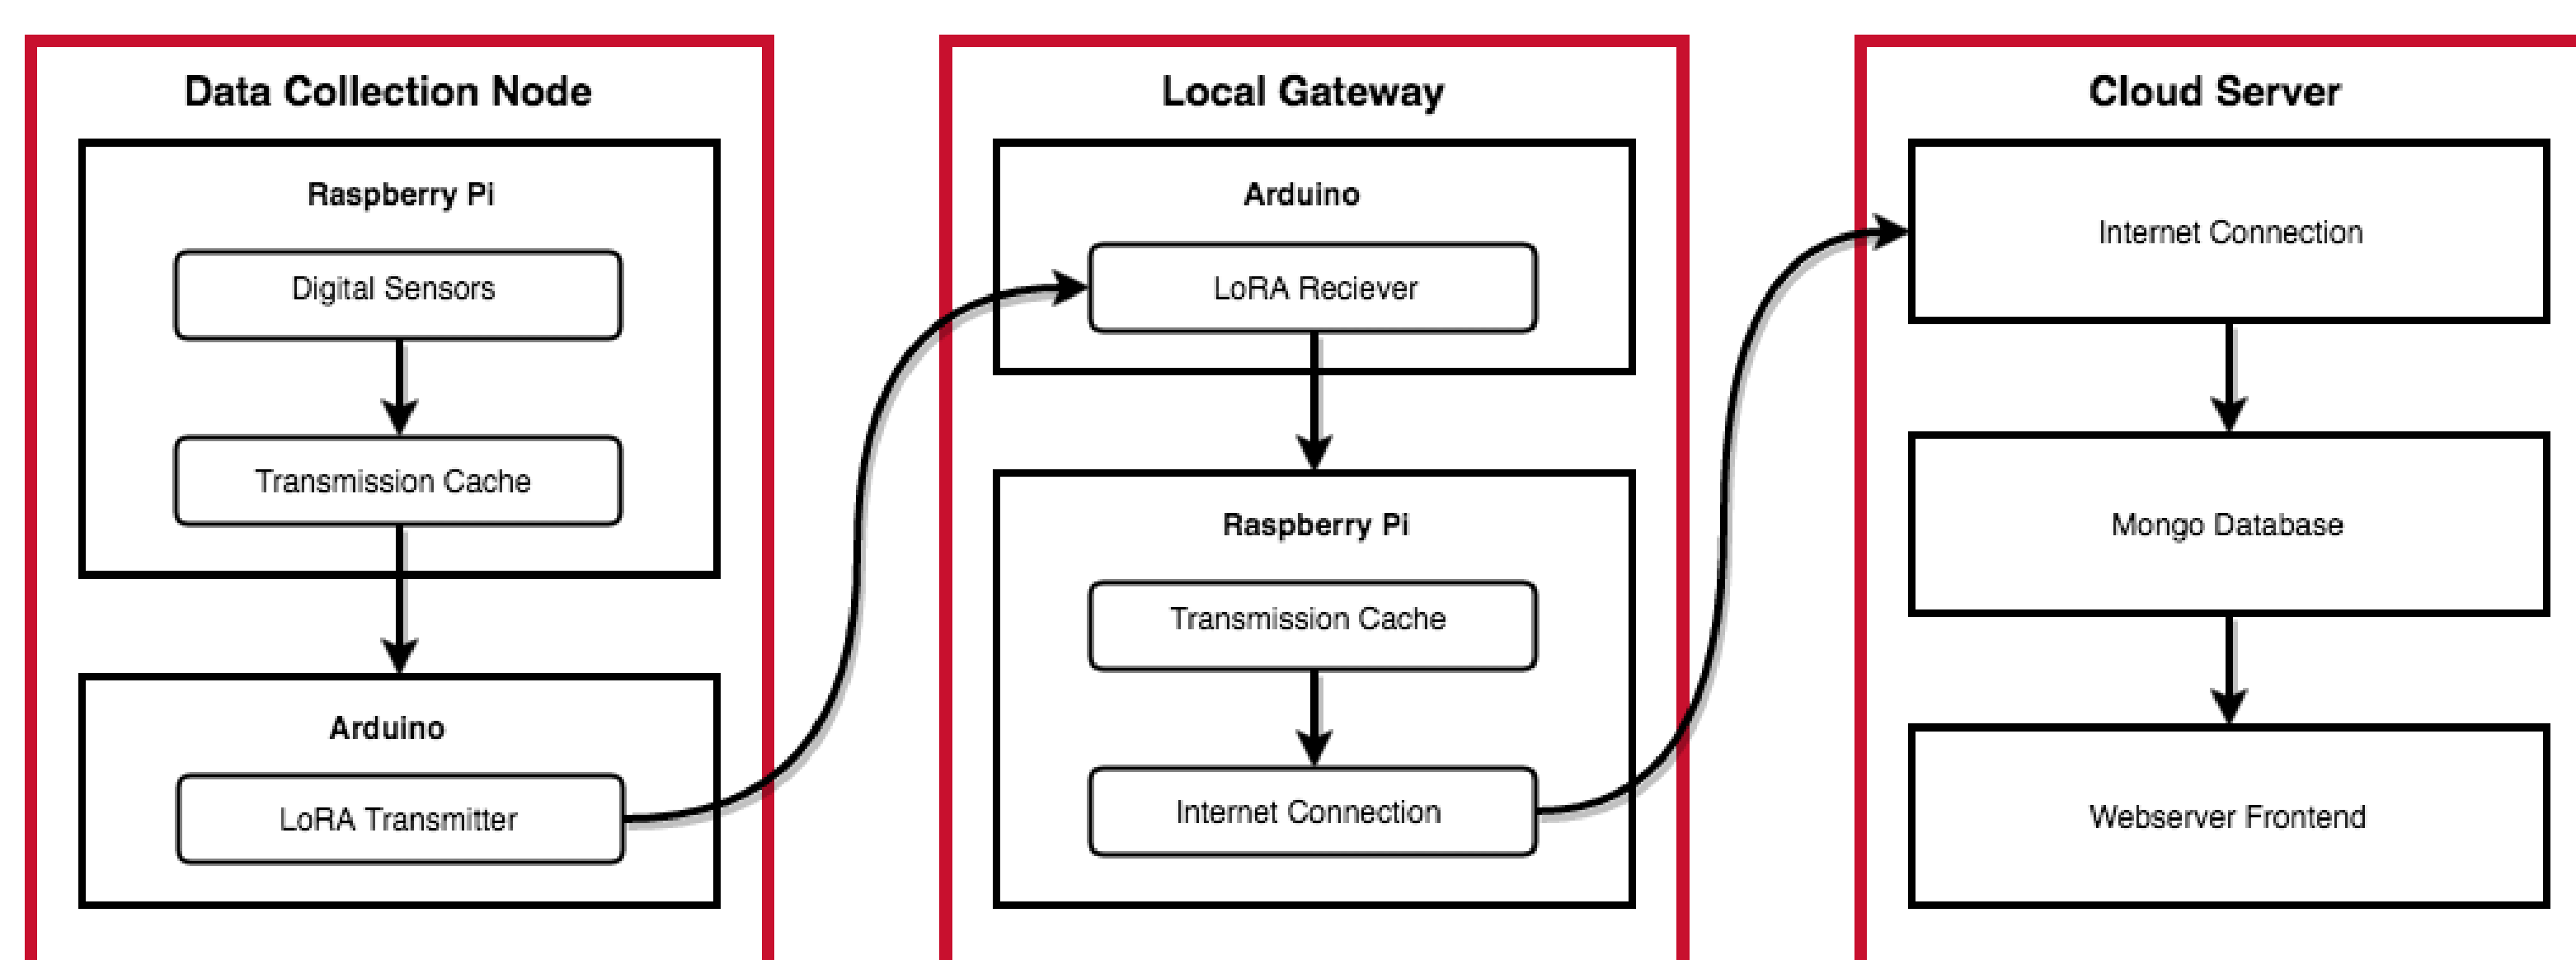 Data Collection Node
Raspberry Pi
Digital Sensors
Transmission Cache
Arduino
LoRA Transmitter
Local Gateway
Arduino
LoRA Reciever
Raspberry Pi
Transmission Cache
Internet Connection
Cloud Server
Internet Connection
Mongo Database
Webserver Frontend